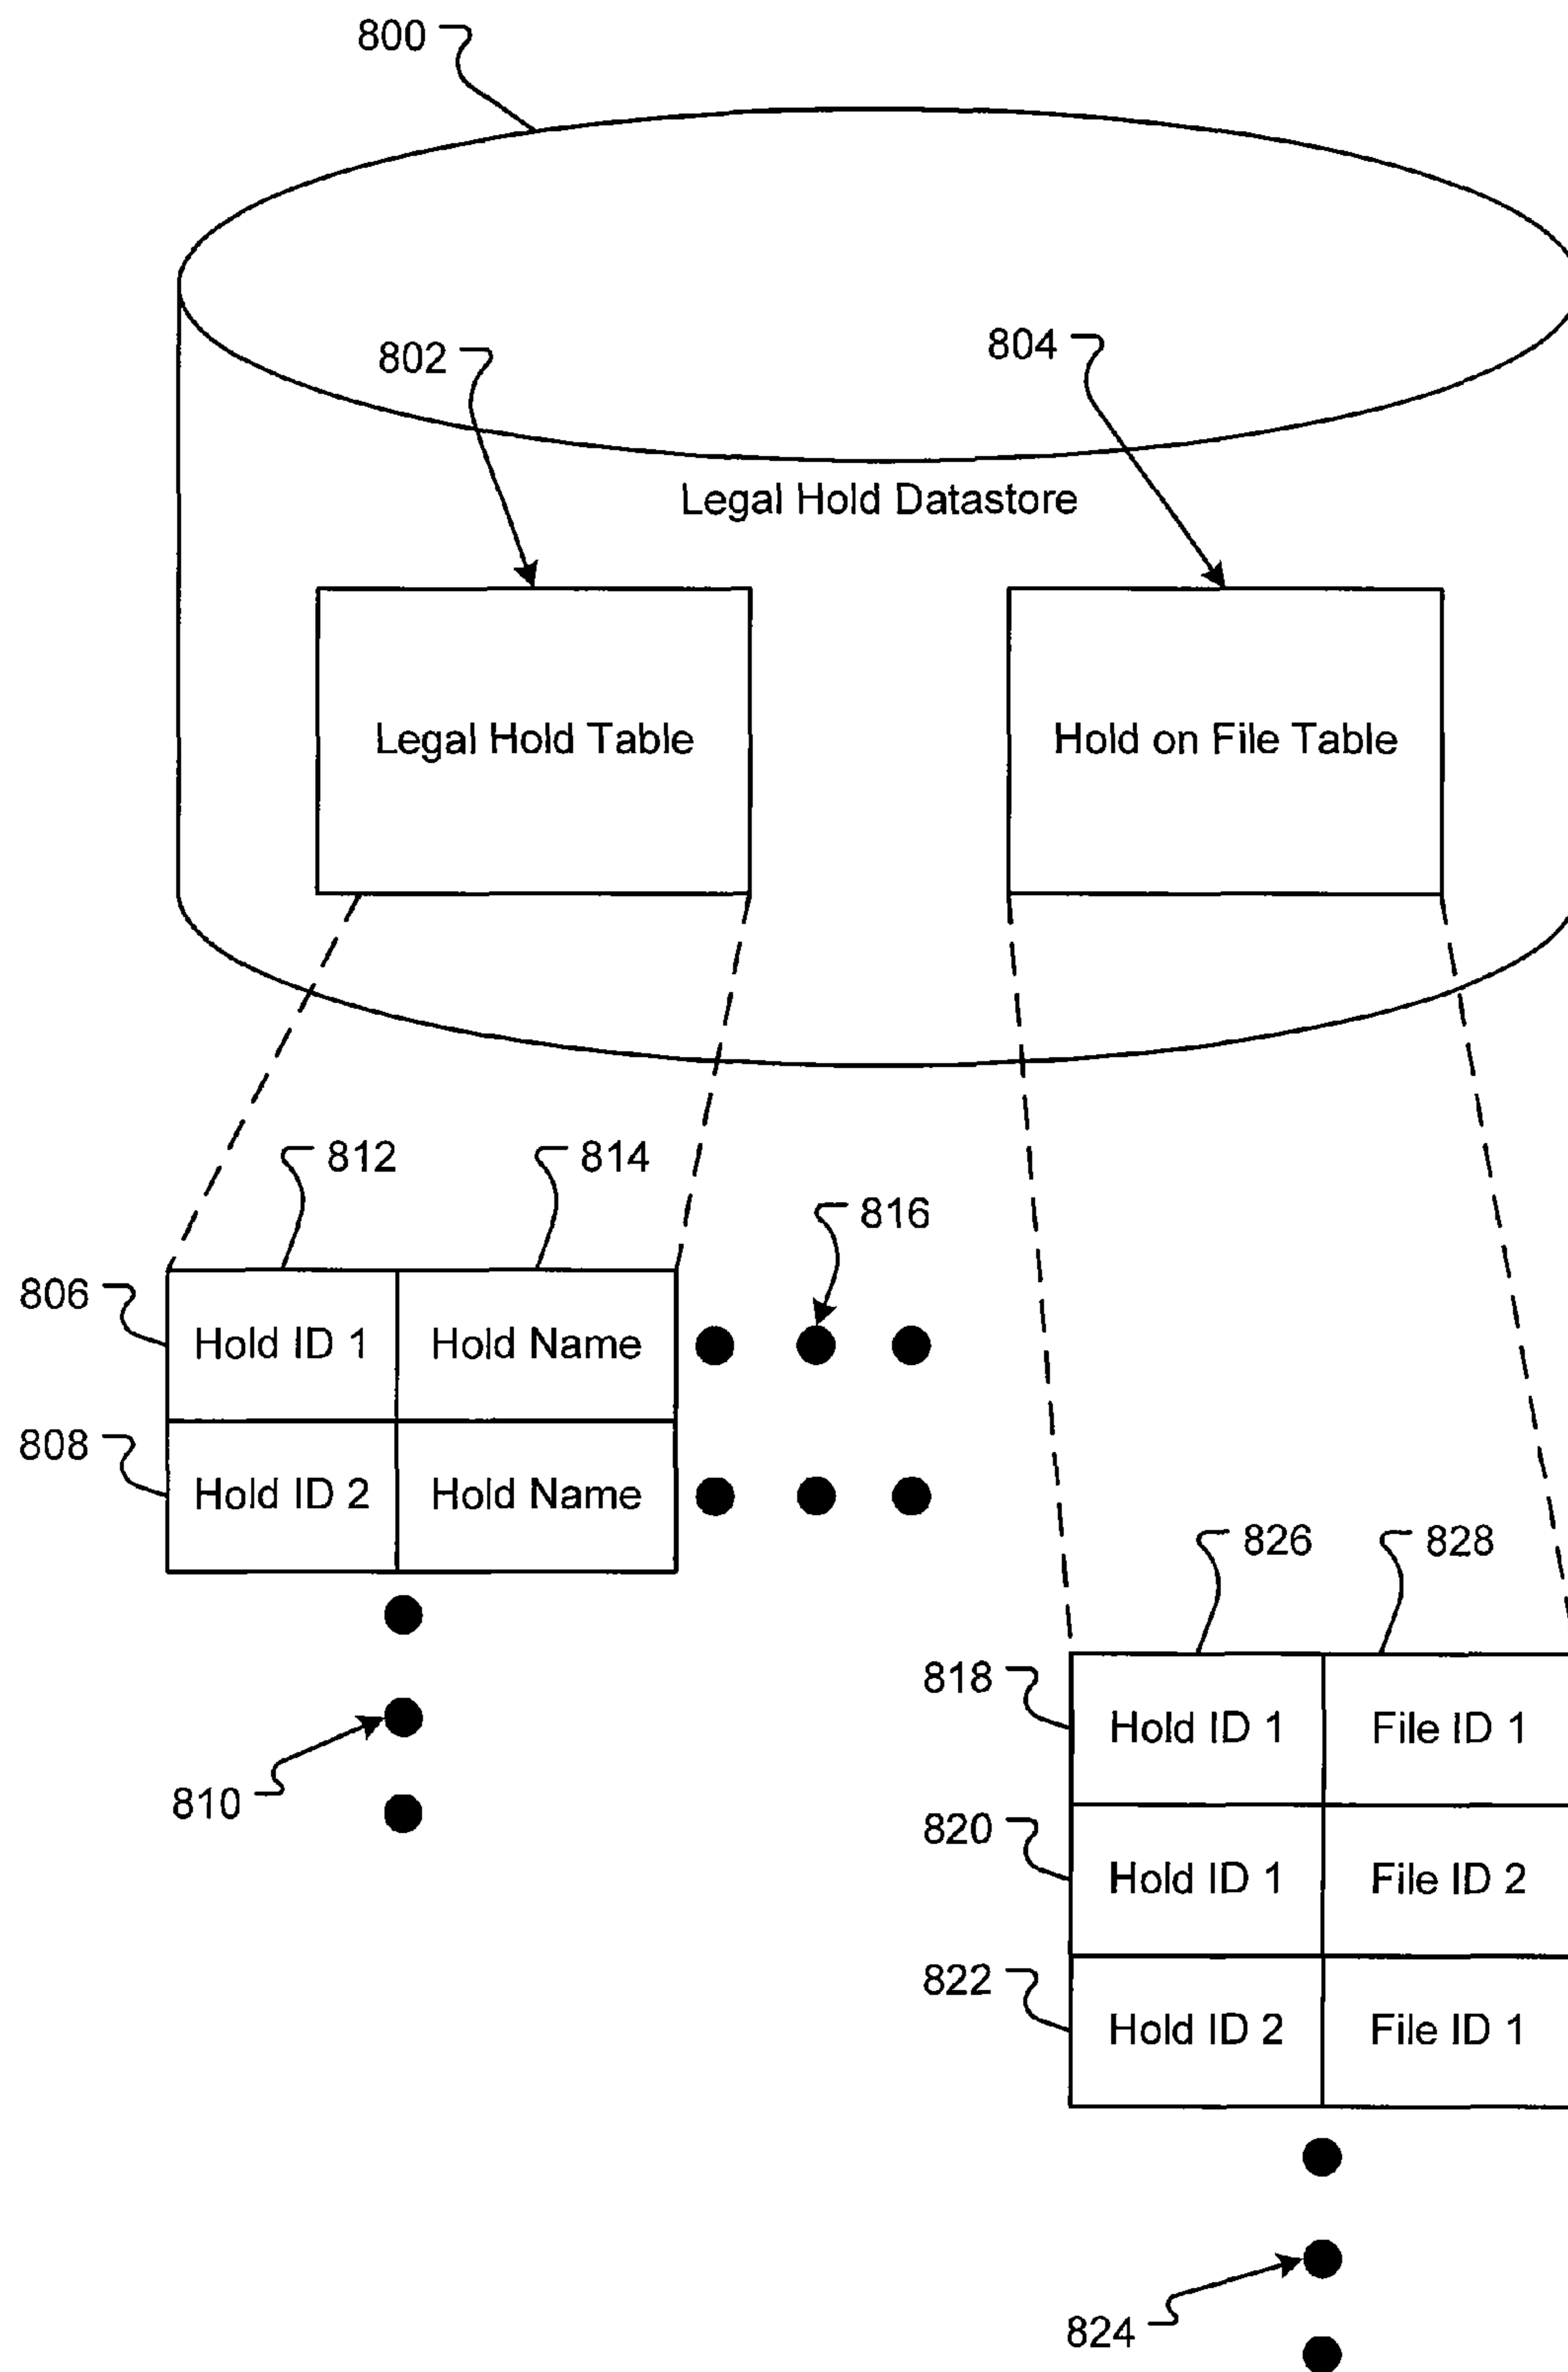 800
802
804
Legal Hold Datastore
Legal Hold Table
Hold on File Table
812
814
816
806
Hold ID 1
Hold Name
808
Hold ID 2
Hold Name
810
826
828
818
Hold ID 1
File ID 1
820
Hold ID 1
File ID 2
822
Hold ID 2
File ID 1
824